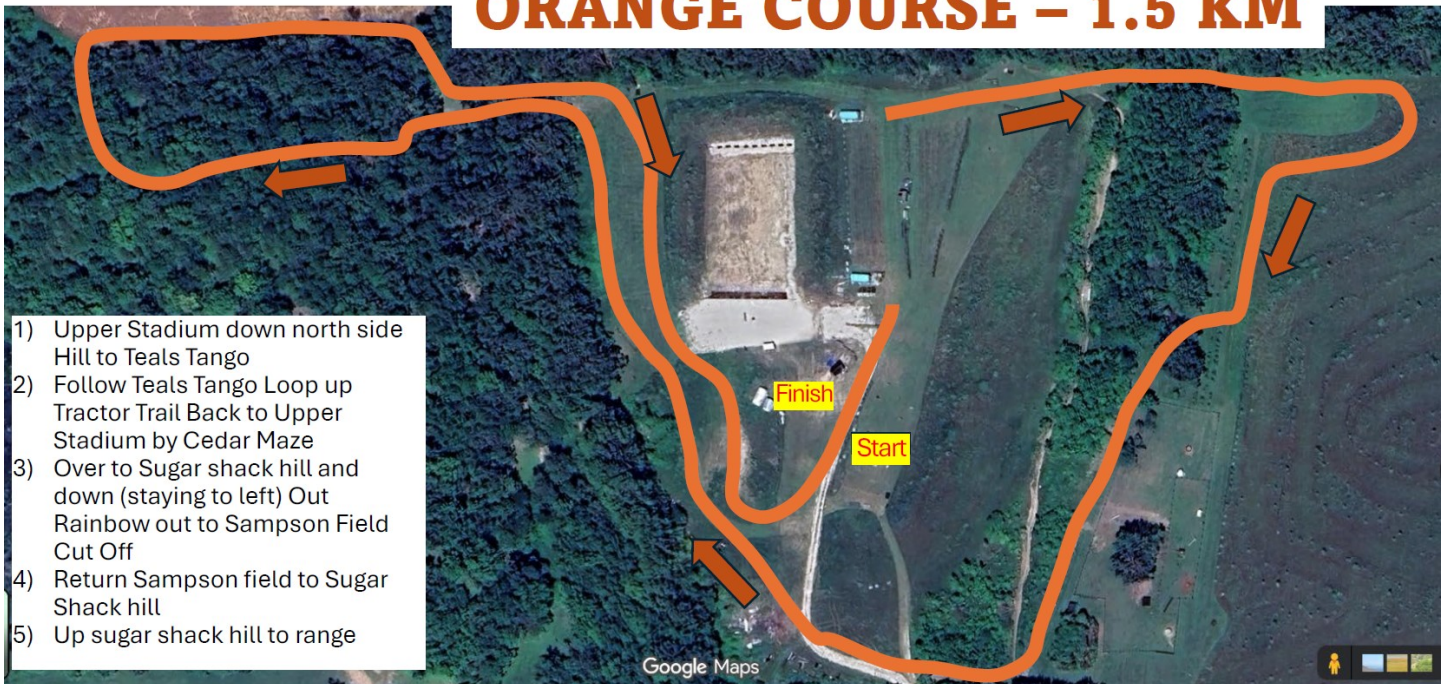 ORANGE COURSE – 1.5 KM
1) Upper Stadium down north side
Hill to Teals Tango
2) Follow Teals Tango Loop up
Tractor Trail Back to Upper
Stadium by Cedar Maze
3) Over to Sugar shack hill and
down (staying to left) Out
Rainbow out to Sampson Field
Cut Off
4) Return Sampson field to Sugar
Shack hill
5) Up sugar shack hill to range
Finish
Start
Google Maps